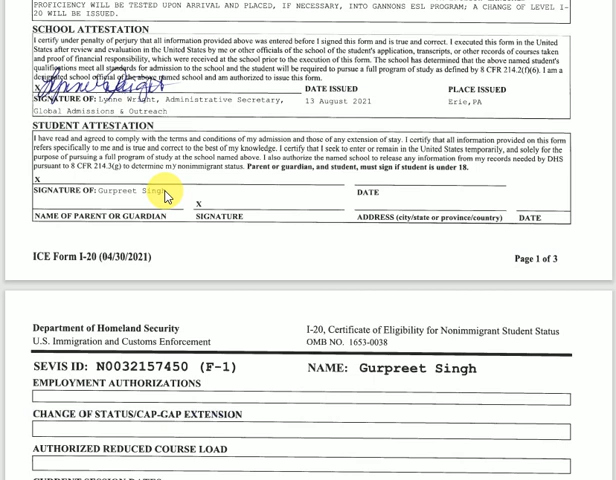 PROFICIENCY WILL BE TESTED UPON ARRIVAL AND PLACED, IF NECESSARY, INTO GANNONS ESL PROGRAM; A CHANGE OF LEVEL I-
20 WILL BE ISSUED.
SCHOOL ATTESTATION
I certify under penalty of perjury that all information provided above was entered before I signed this form and is true and correct. I executed this form in the United
States after review and evaluation in the United States by me or other officials of the school of the student's application, transcripts, or other records of courses taken
and proof of financial responsibility, which were received at the school prior to the execution of this form. The school has determined that the above named student's
qualifications meet all standards for admission to the school and the student will be required to pursue a full program of study as defined by 8 CFR 214.2(f)(6). I am a
designated school official of the above named school and am authorized to issue this form.
X
SIGNATURE OF: Lynne Wright, Administrative Secretary,
Global Admissions & Outreach
DATE ISSUED
13 August 2021
PLACE ISSUED
Erie,PA
STUDENT ATTESTATION
I have read and agreed to comply with the terms and conditions of my admission and those of any extension of stay. I certify that all information provided on this form
refers specifically to me and is true and correct to the best of my knowledge. I certify that I seek to enter or remain in the United States temporarily, and solely for the
purpose of pursuing a full program of study at the school named above. I also authorize the named school to release any information from my records needed by DHS
pursuant to 8 CFR 214.3(g) to determine my nonimmigrant status. Parent or guardian, and student, must sign if student is under 18.
X
SIGNATURE OF: Gurpreet Singh
DATE
X
NAME OF PARENT OR GUARDIAN
SIGNATURE
ADDRESS (city/state or province/country)
DATE
ICE Form I-20 (04/30/2021)
Page 1 of 3
Department of Homeland Security
U.S. Immigration and Customs Enforcement
I-20, Certificate of Eligibility for Nonimmigrant Student Status
OMB NO. 1653-0038
SEVIS ID: N0032157450 (F-1)
NAME: Gurpreet Singh
EMPLOYMENT AUTHORIZATIONS
CHANGE OF STATUS/CAP-GAP EXTENSION
AUTHORIZED REDUCED COURSE LOAD
CURRENT SESSION DATES